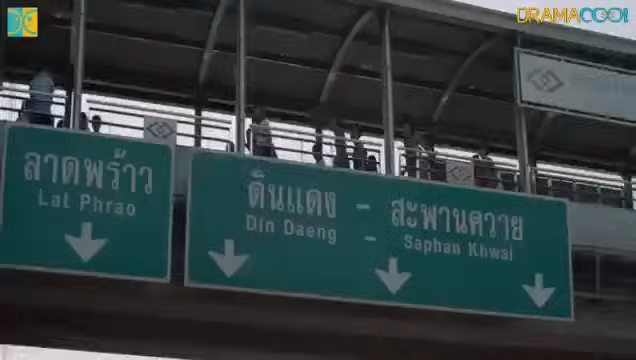 DRAMACOOL
ลาดพร้าว
Lat Phrao
ดินแดง - สะพานควาย
Din Daeng - Saphan Khwai